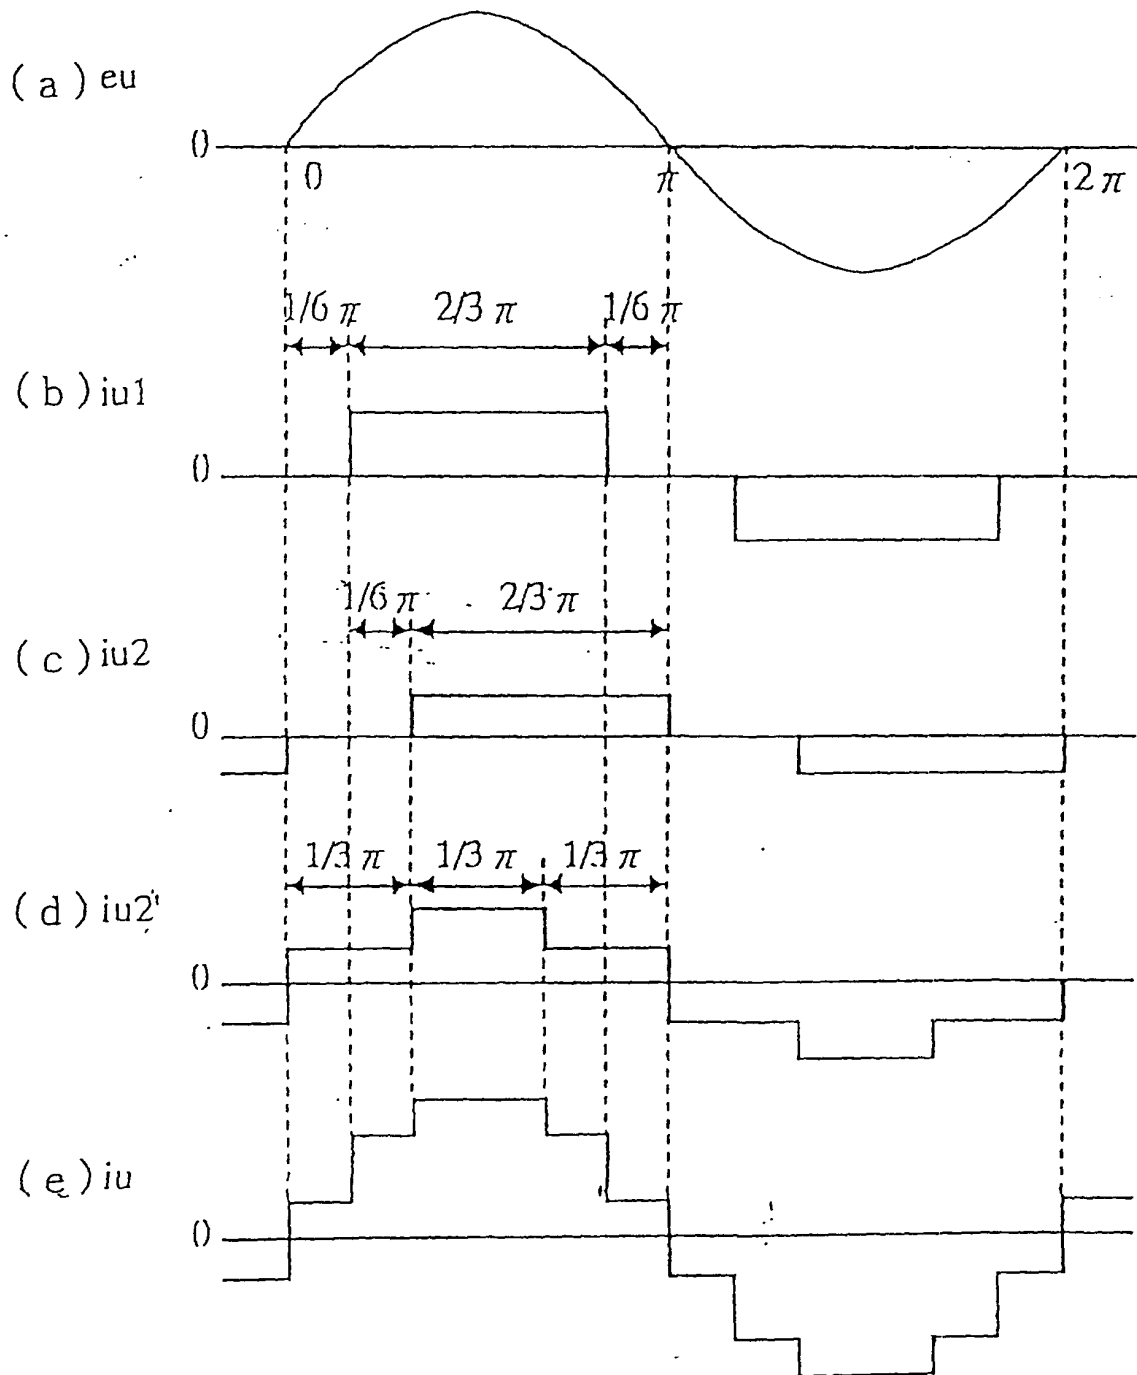 (a) eu
0
0 π 2π
1/6 π 2/3 π 1/6 π
(b) iu1
0
1/6 π 2/3 π
(c) iu2
0
1/3 π 1/3 π 1/3 π
(d) iu2'
0
(e) iu
0